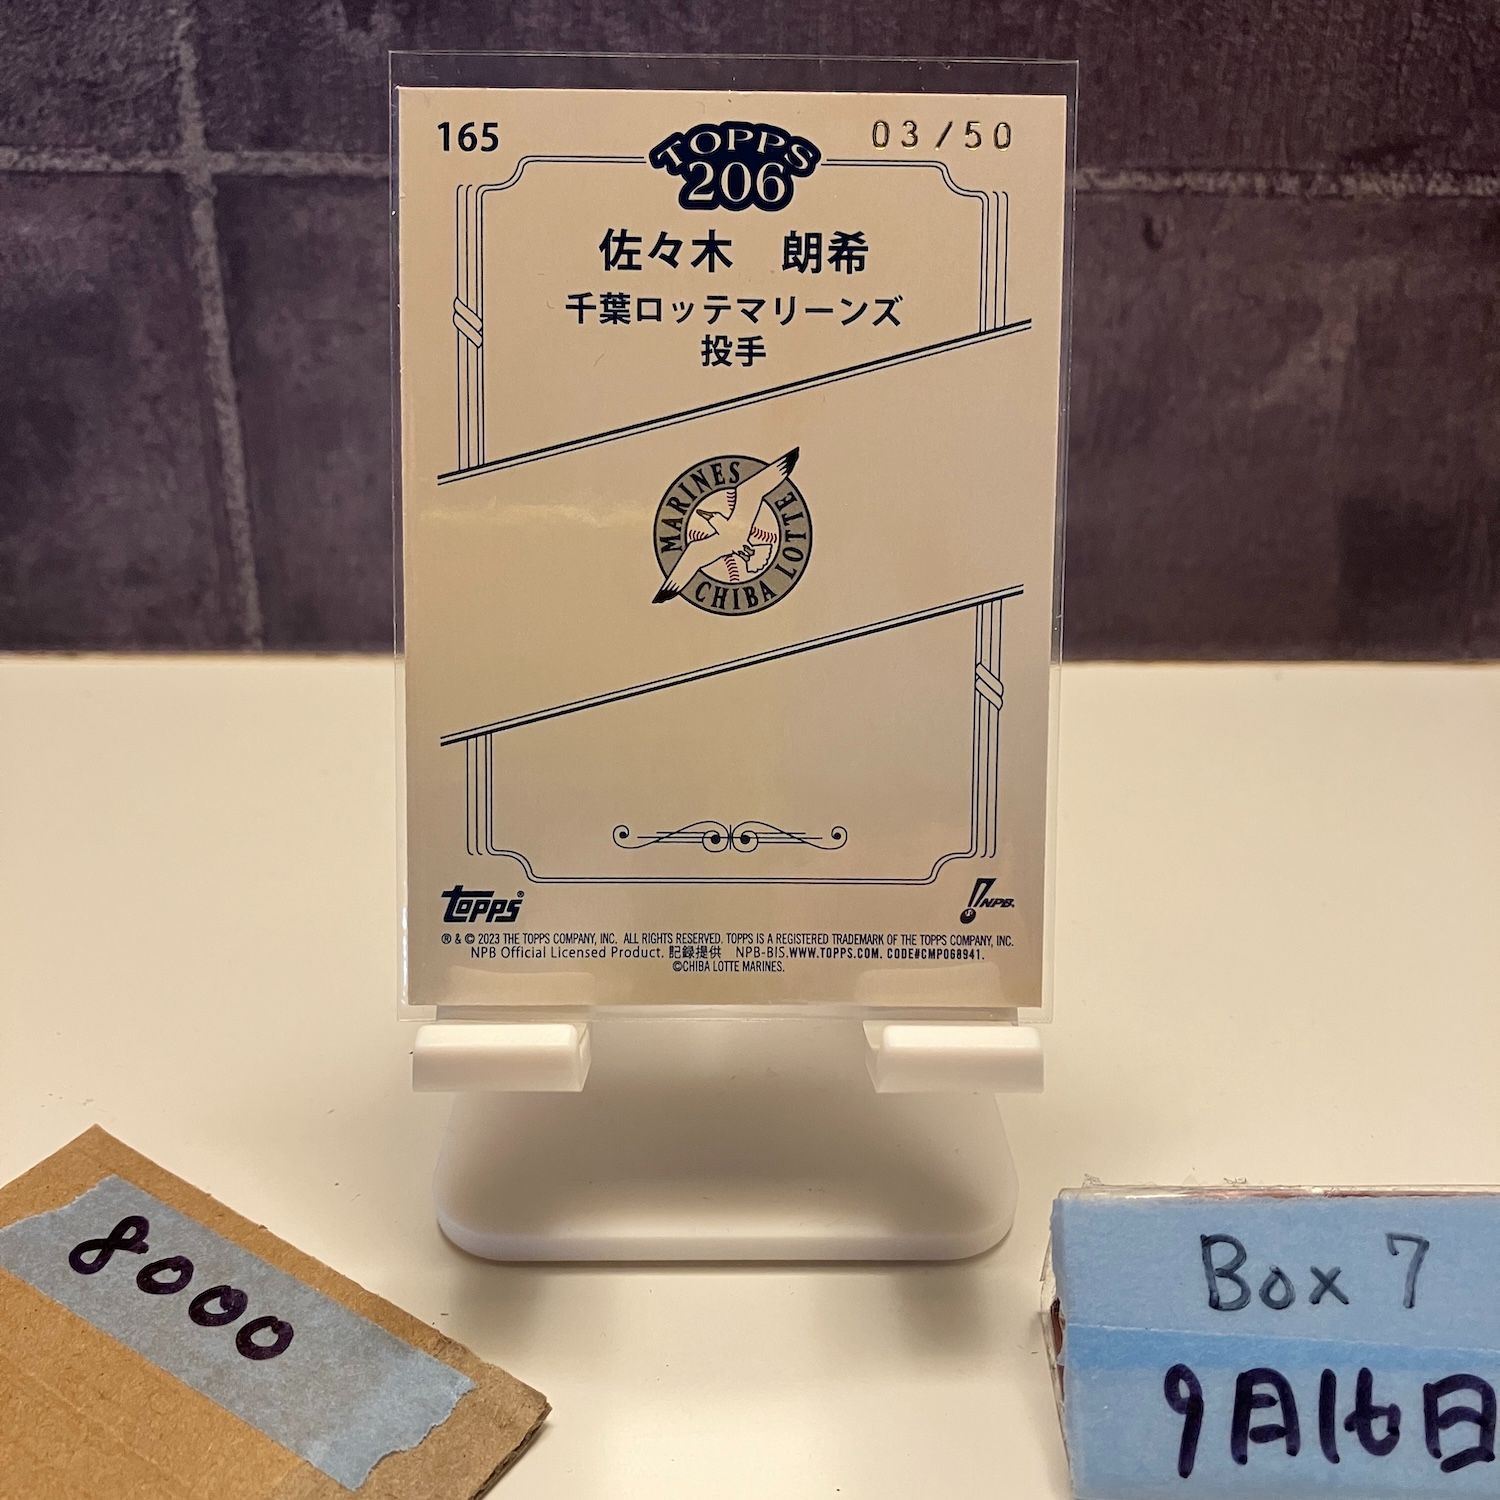 165
TOPPS
206
03/50
佐々木 朗希
千葉ロッテマリーンズ
投手
MARINES
CHIBA LOTTE
topps®
NPB
® & © 2023 THE TOPPS COMPANY, INC. ALL RIGHTS RESERVED. TOPPS IS A REGISTERED TRADEMARK OF THE TOPPS COMPANY, INC.
NPB Official Licensed Product. 記録提供 NPB-BIS.WWW.TOPPS.COM. CODE#CMP068941.
©CHIBA LOTTE MARINES.
8000
Box 7
9月16日